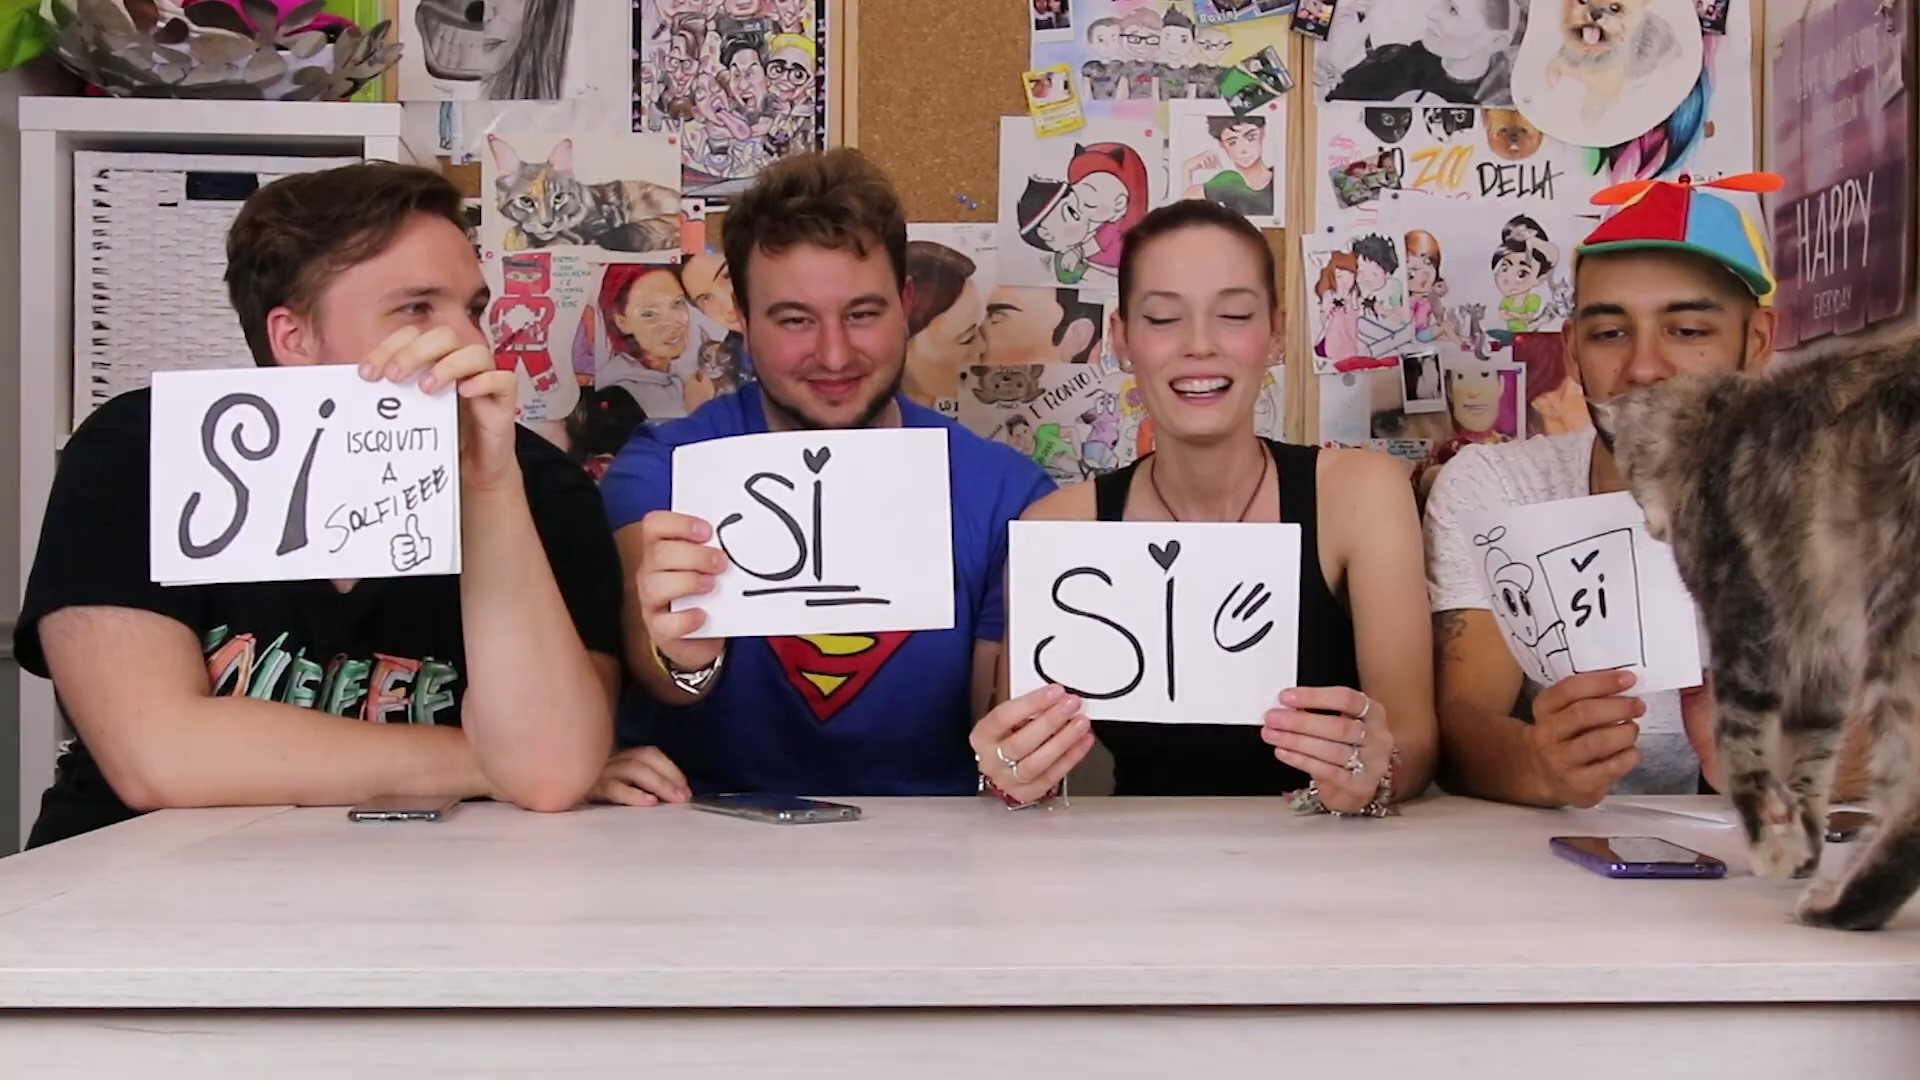 Si e
ISCRIVITI
A
SOLFIEEE
Si
Si
Si
ZOO DELLA
HAPPY
EVERYDAY